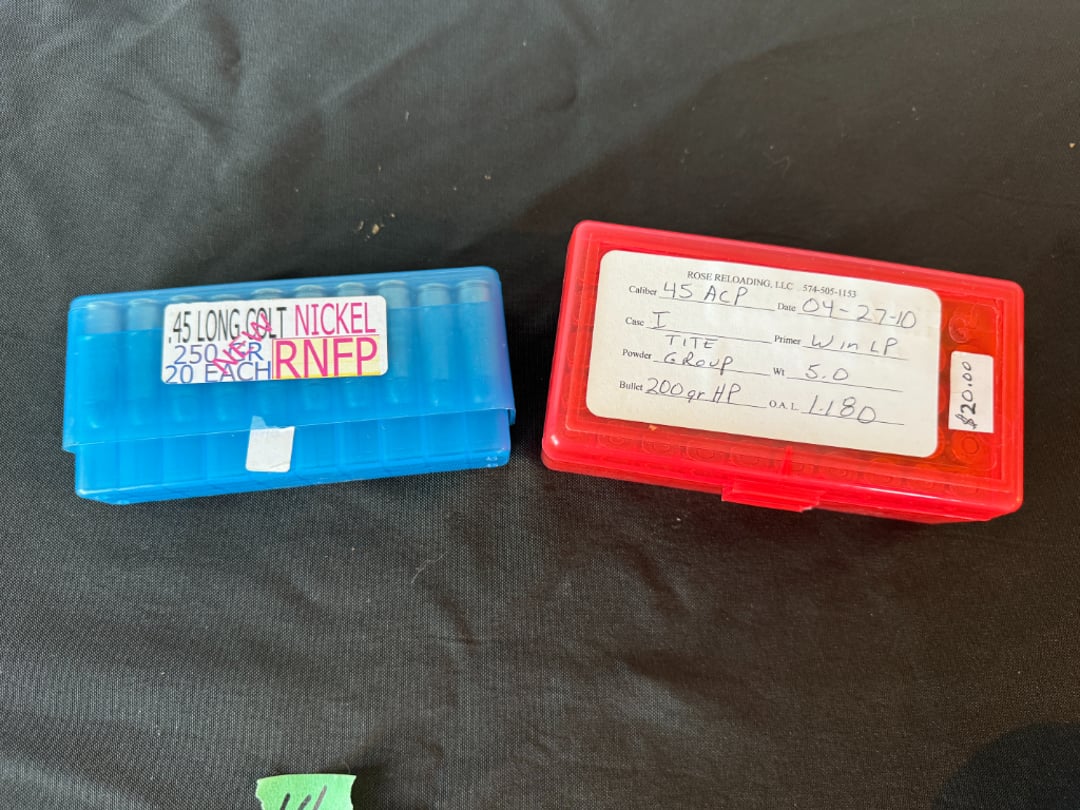 .45 LONG COLT NICKEL
250 GR. RNFP
20 EACH
NEW
ROSE RELOADING, LLC 574-505-1153
Caliber 45 ACP Date 04-27-10
Case I Primer Win LP
Powder TITE GROUP Wt 5.0
Bullet 200 gr HP O.A.L. 1.180
$20.00